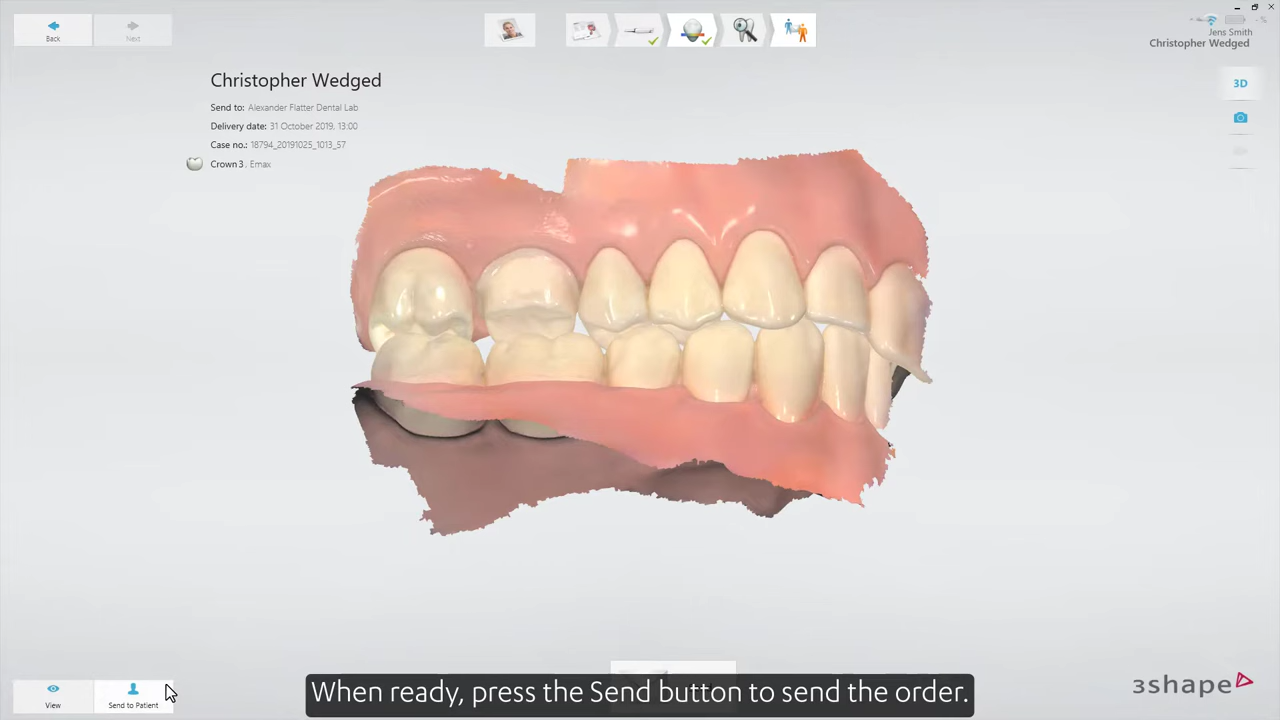 Back
Next
- %
Jens Smith
Christopher Wedged
Christopher Wedged
3D
Send to: Alexander Flatter Dental Lab
Delivery date: 31 October 2019, 13:00
Case no.: 18794_20191025_1013_57
Crown 3. Emax
When ready, press the Send button to send the order.
View
Send to Patient
3shape